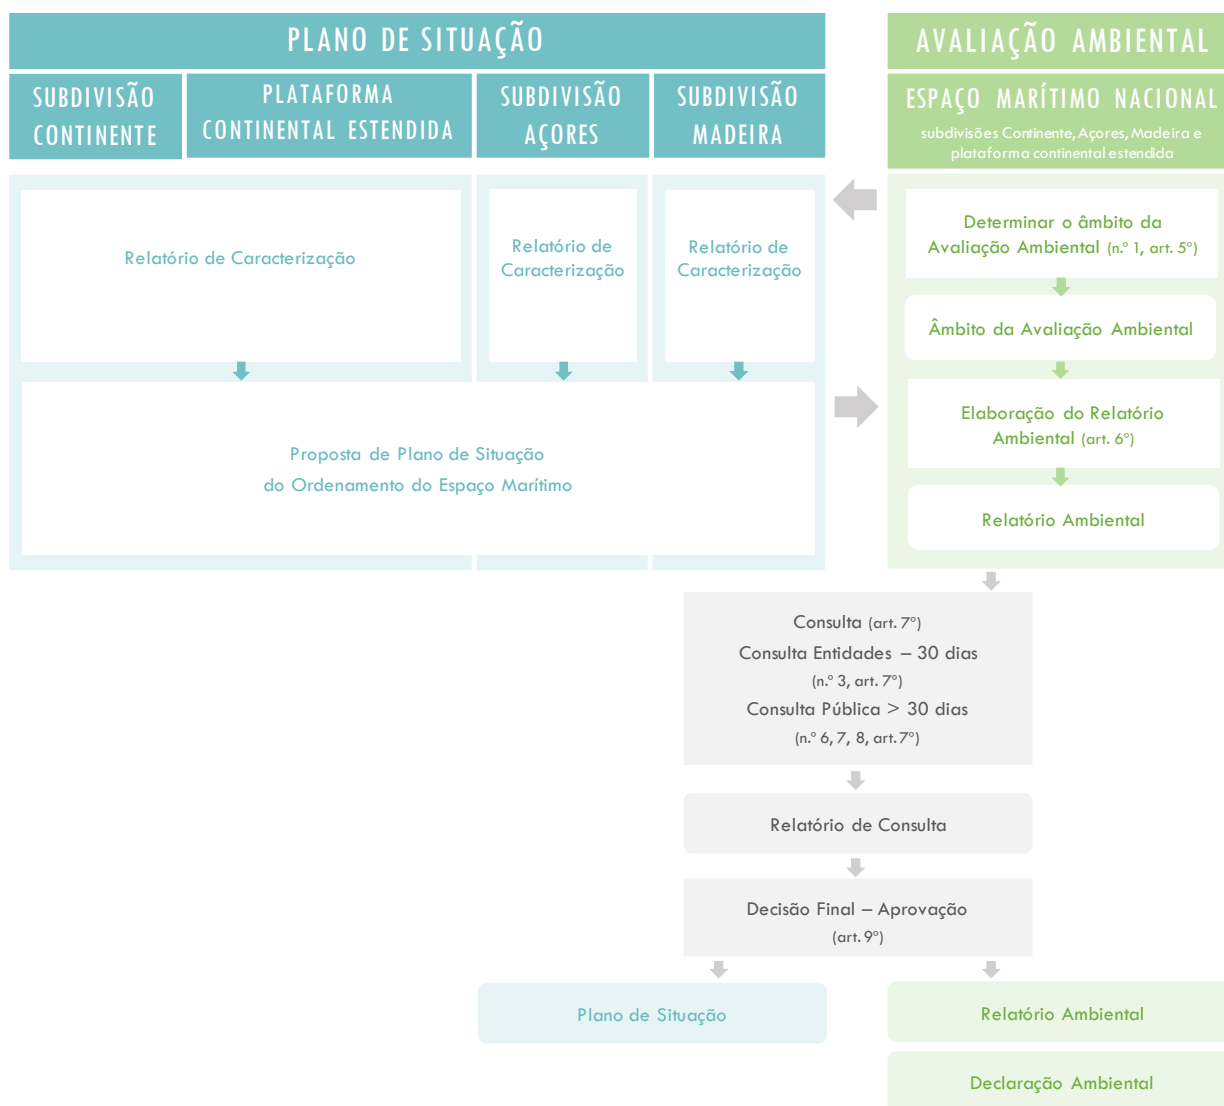 PLANO DE SITUAÇÃO
SUBDIVISÃO
CONTINENTE
PLATAFORMA
CONTINENTAL ESTENDIDA
SUBDIVISÃO
AÇORES
SUBDIVISÃO
MADEIRA
Relatório de Caracterização
Relatório de
Caracterização
Relatório de
Caracterização
Proposta de Plano de Situação
do Ordenamento do Espaço Marítimo
AVALIAÇÃO AMBIENTAL
ESPAÇO MARÍTIMO NACIONAL
subdivisões Continente, Açores, Madeira e
plataforma continental estendida
Determinar o âmbito da
Avaliação Ambiental (n.º 1, art. 5º)
Âmbito da Avaliação Ambiental
Elaboração do Relatório
Ambiental (art. 6º)
Relatório Ambiental
Consulta (art. 7º)
Consulta Entidades – 30 dias
(n.º 3, art. 7º)
Consulta Pública > 30 dias
(n.º 6, 7, 8, art. 7º)
Relatório de Consulta
Decisão Final – Aprovação
(art. 9º)
Plano de Situação
Relatório Ambiental
Declaração Ambiental